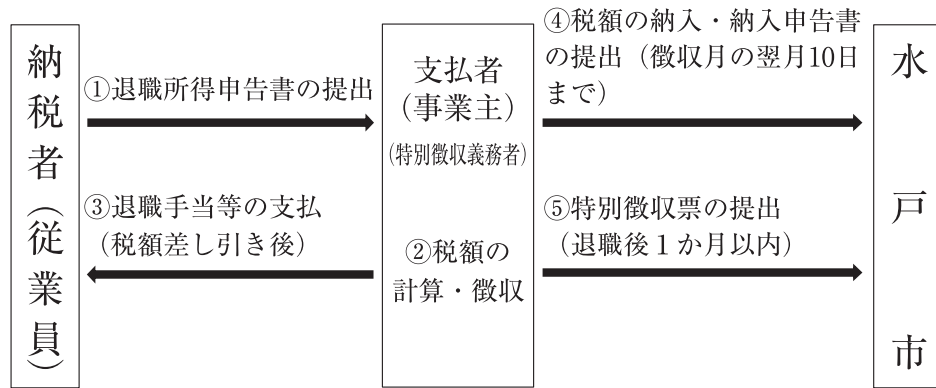 納税者(従業員)
①退職所得申告書の提出
③退職手当等の支払
(税額差し引き後)
支払者
(事業主)
(特別徴収義務者)
②税額の
計算・徴収
④税額の納入・納入申告書
の提出(徴収月の翌月10日
まで)
⑤特別徴収票の提出
(退職後1か月以内)
水戸市